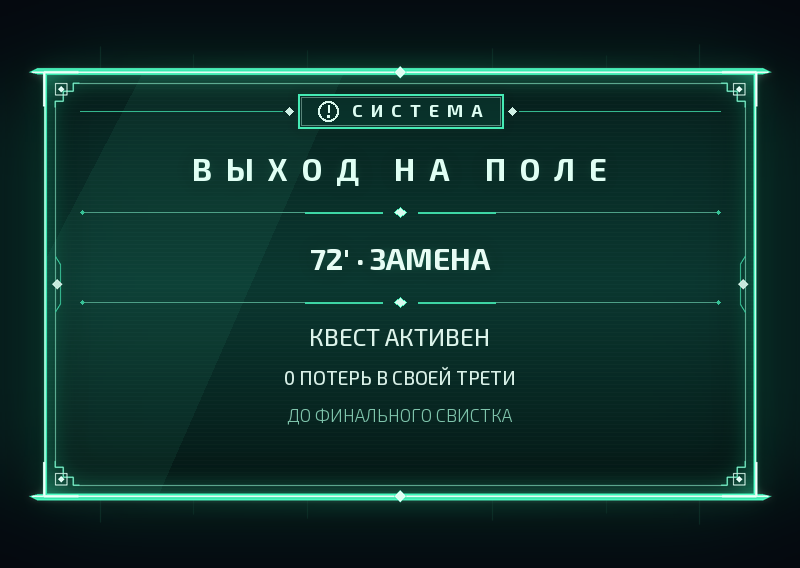 СИСТЕМА
ВЫХОД НА ПОЛЕ
72' · ЗАМЕНА
КВЕСТ АКТИВЕН
0 ПОТЕРЬ В СВОЕЙ ТРЕТИ
ДО ФИНАЛЬНОГО СВИСТКА